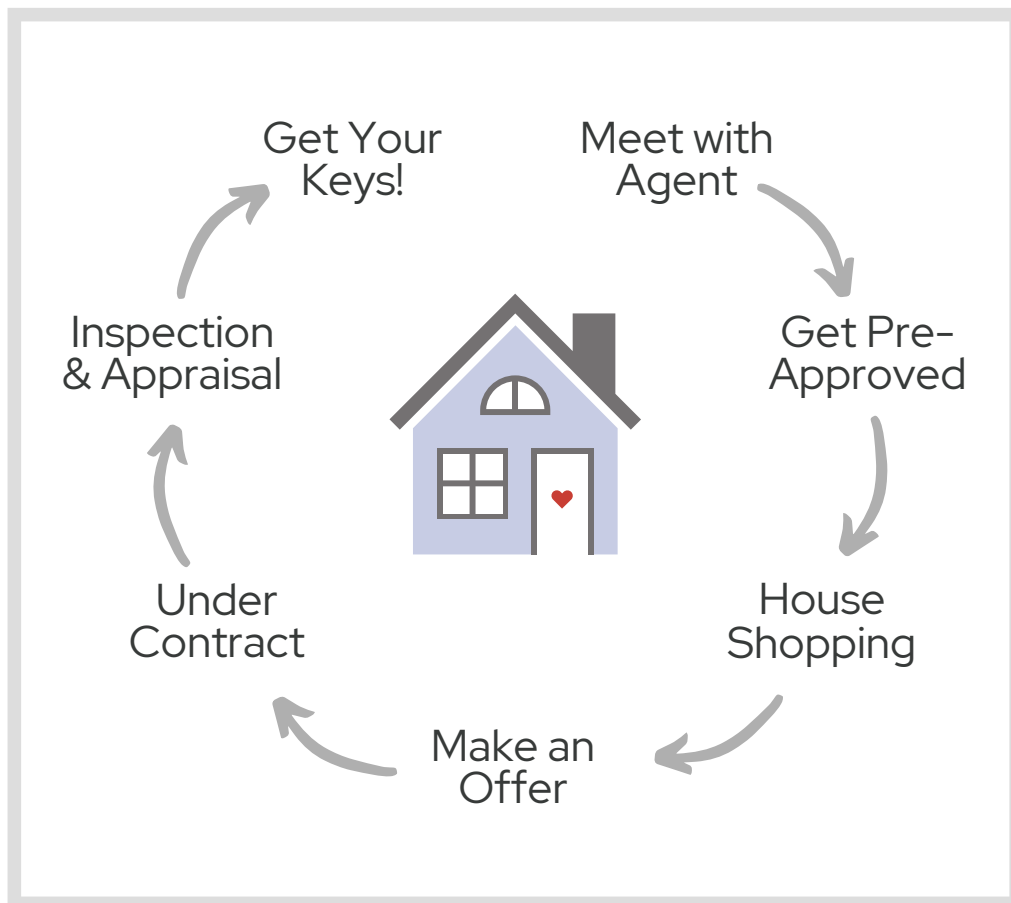 Meet with
Agent
Get Pre-
Approved
House
Shopping
Make an
Offer
Under
Contract
Inspection
& Appraisal
Get Your
Keys!